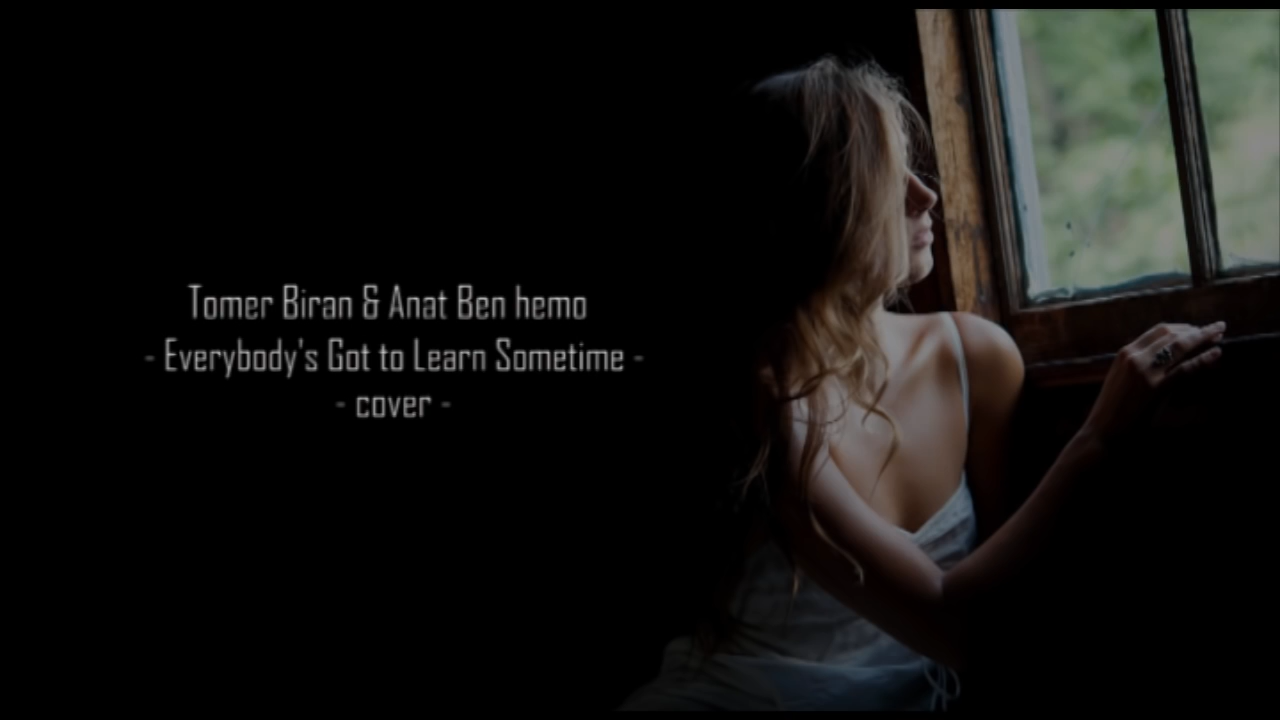 Tomer Biran & Anat Ben hemo
- Everybody's Got to Learn Sometime -
- cover -